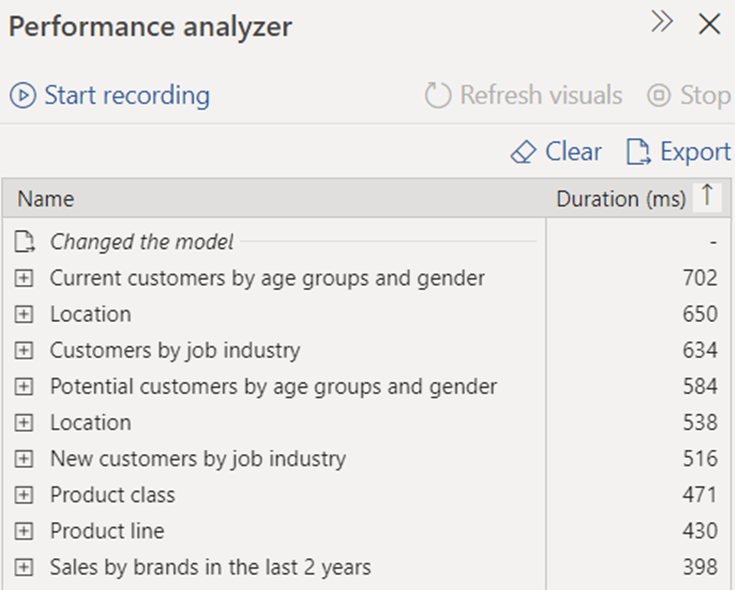 Performance analyzer
Start recording Refresh visuals Stop
Clear Export
Name Duration (ms)
Changed the model -
Current customers by age groups and gender 702
Location 650
Customers by job industry 634
Potential customers by age groups and gender 584
Location 538
New customers by job industry 516
Product class 471
Product line 430
Sales by brands in the last 2 years 398